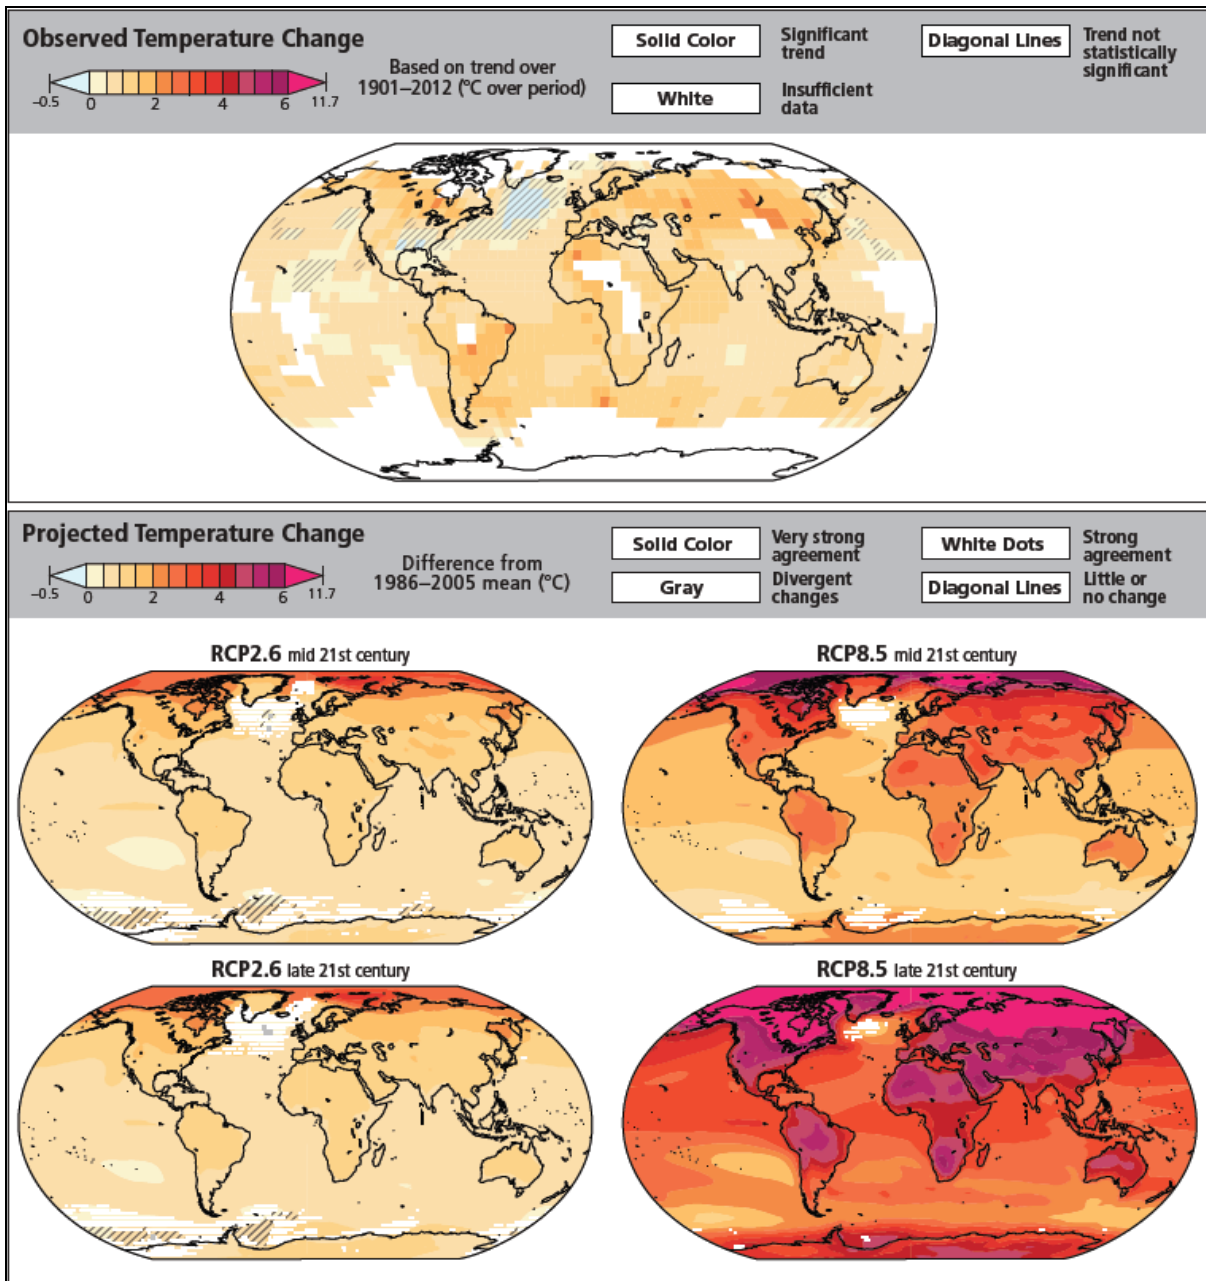 Observed Temperature Change
−0.5 0 2 4 6 11.7
Based on trend over
1901–2012 (°C over period)
Solid Color
Significant
trend
White
Insufficient
data
Diagonal Lines
Trend not
statistically
significant
Projected Temperature Change
−0.5 0 2 4 6 11.7
Difference from
1986–2005 mean (°C)
Solid Color
Very strong
agreement
White Dots
Strong
agreement
Gray
Divergent
changes
Diagonal Lines
Little or
no change
RCP2.6 mid 21st century
RCP8.5 mid 21st century
RCP2.6 late 21st century
RCP8.5 late 21st century